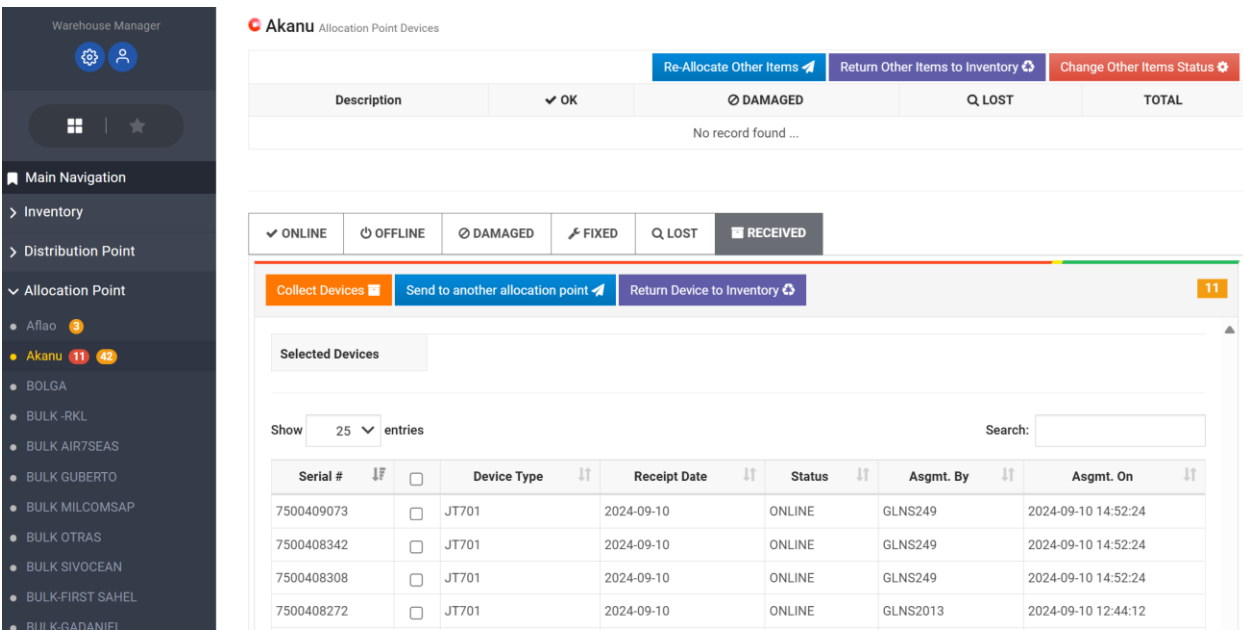 Warehouse Manager
Main Navigation
Inventory
Distribution Point
Allocation Point
Aflao 3
Akanu 11 42
BOLGA
BULK -RKL
BULK AIR7SEAS
BULK GUBERTO
BULK MILCOMSAP
BULK OTRAS
BULK SIVOCEAN
BULK-FIRST SAHEL
BULK-GADANIEL
Akanu Allocation Point Devices
Re-Allocate Other Items Return Other Items to Inventory Change Other Items Status
Description OK DAMAGED LOST TOTAL
No record found ...
ONLINE OFFLINE DAMAGED FIXED LOST RECEIVED
Collect Devices Send to another allocation point Return Device to Inventory 11
Selected Devices
Show 25 entries Search:
Serial # Device Type Receipt Date Status Asgmt. By Asgmt. On
7500409073 JT701 2024-09-10 ONLINE GLNS249 2024-09-10 14:52:24
7500408342 JT701 2024-09-10 ONLINE GLNS249 2024-09-10 14:52:24
7500408308 JT701 2024-09-10 ONLINE GLNS249 2024-09-10 14:52:24
7500408272 JT701 2024-09-10 ONLINE GLNS2013 2024-09-10 12:44:12